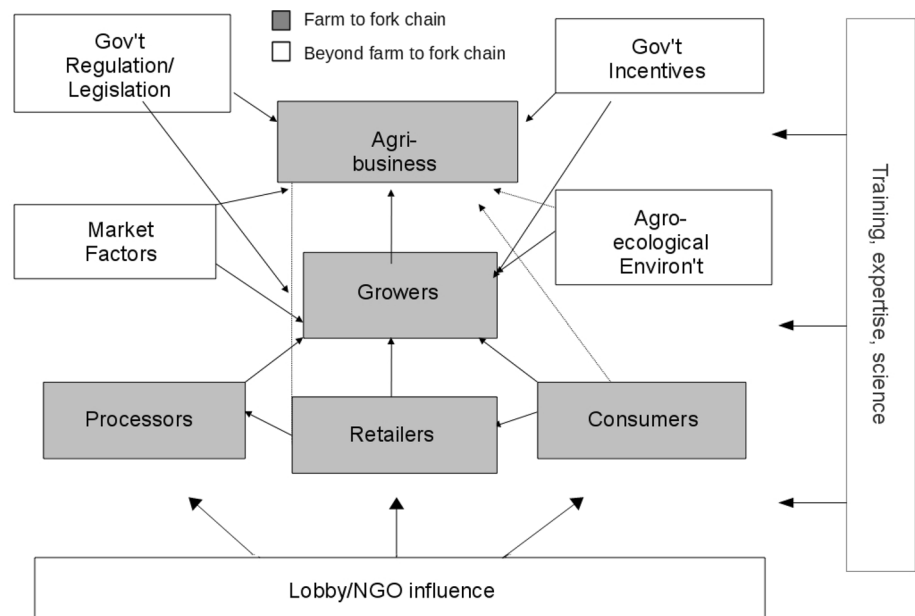 Farm to fork chain
Beyond farm to fork chain
Gov't
Regulation/
Legislation
Gov't
Incentives
Agri-
business
Market
Factors
Agro-
ecological
Environ't
Growers
Processors
Retailers
Consumers
Lobby/NGO influence
Training, expertise, science